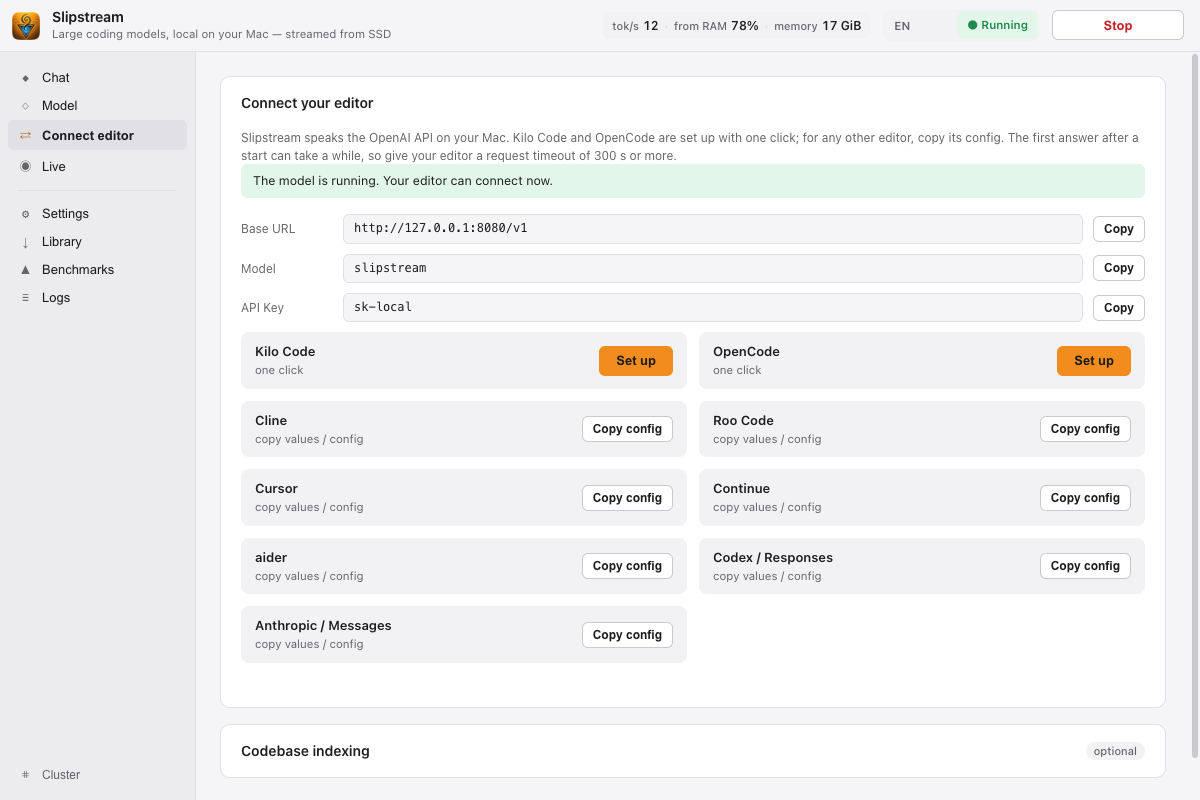 Slipstream
Large coding models, local on your Mac — streamed from SSD
tok/s 12 · from RAM 78% · memory 17 GiB
EN
Running
Stop
Chat
Model
Connect editor
Live
Settings
Library
Benchmarks
Logs
Cluster
Connect your editor
Slipstream speaks the OpenAI API on your Mac. Kilo Code and OpenCode are set up with one click; for any other editor, copy its config. The first answer after a
start can take a while, so give your editor a request timeout of 300 s or more.
The model is running. Your editor can connect now.
Base URL http://127.0.0.1:8080/v1 Copy
Model slipstream Copy
API Key sk-local Copy
Kilo Code
one click
Set up
OpenCode
one click
Set up
Cline
copy values / config
Copy config
Roo Code
copy values / config
Copy config
Cursor
copy values / config
Copy config
Continue
copy values / config
Copy config
aider
copy values / config
Copy config
Codex / Responses
copy values / config
Copy config
Anthropic / Messages
copy values / config
Copy config
Codebase indexing
optional